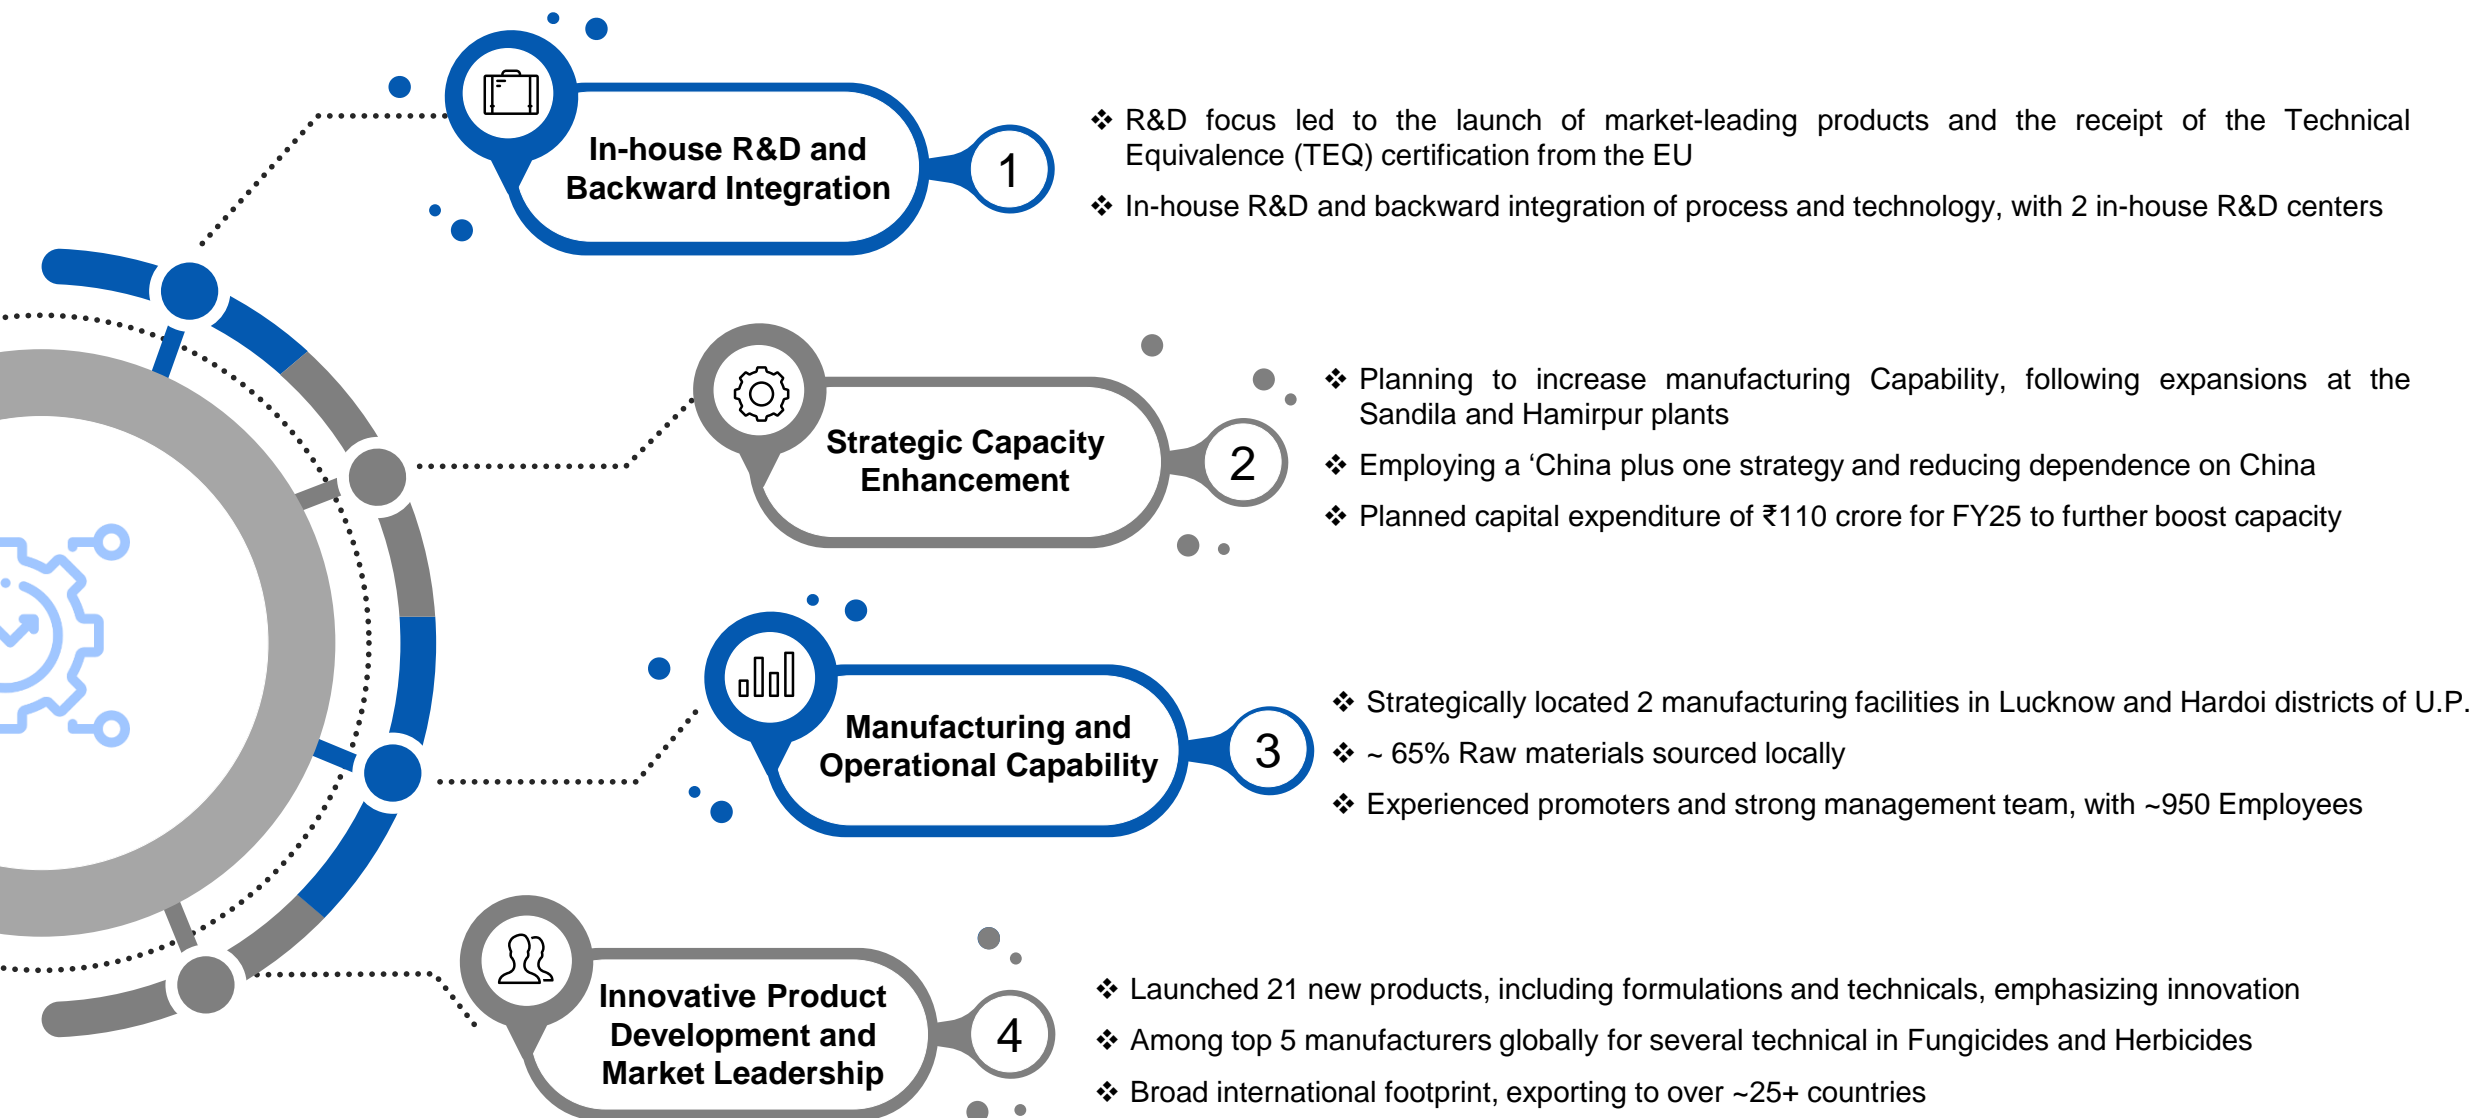 In-house R&D and
Backward Integration
1
❖ R&D focus led to the launch of market-leading products and the receipt of the Technical
Equivalence (TEQ) certification from the EU
❖ In-house R&D and backward integration of process and technology, with 2 in-house R&D centers
Strategic Capacity
Enhancement
2
❖ Planning to increase manufacturing Capability, following expansions at the
Sandila and Hamirpur plants
❖ Employing a ‘China plus one strategy and reducing dependence on China
❖ Planned capital expenditure of ₹110 crore for FY25 to further boost capacity
Manufacturing and
Operational Capability
3
❖ Strategically located 2 manufacturing facilities in Lucknow and Hardoi districts of U.P.
❖ ~ 65% Raw materials sourced locally
❖ Experienced promoters and strong management team, with ~950 Employees
Innovative Product
Development and
Market Leadership
4
❖ Launched 21 new products, including formulations and technicals, emphasizing innovation
❖ Among top 5 manufacturers globally for several technical in Fungicides and Herbicides
❖ Broad international footprint, exporting to over ~25+ countries